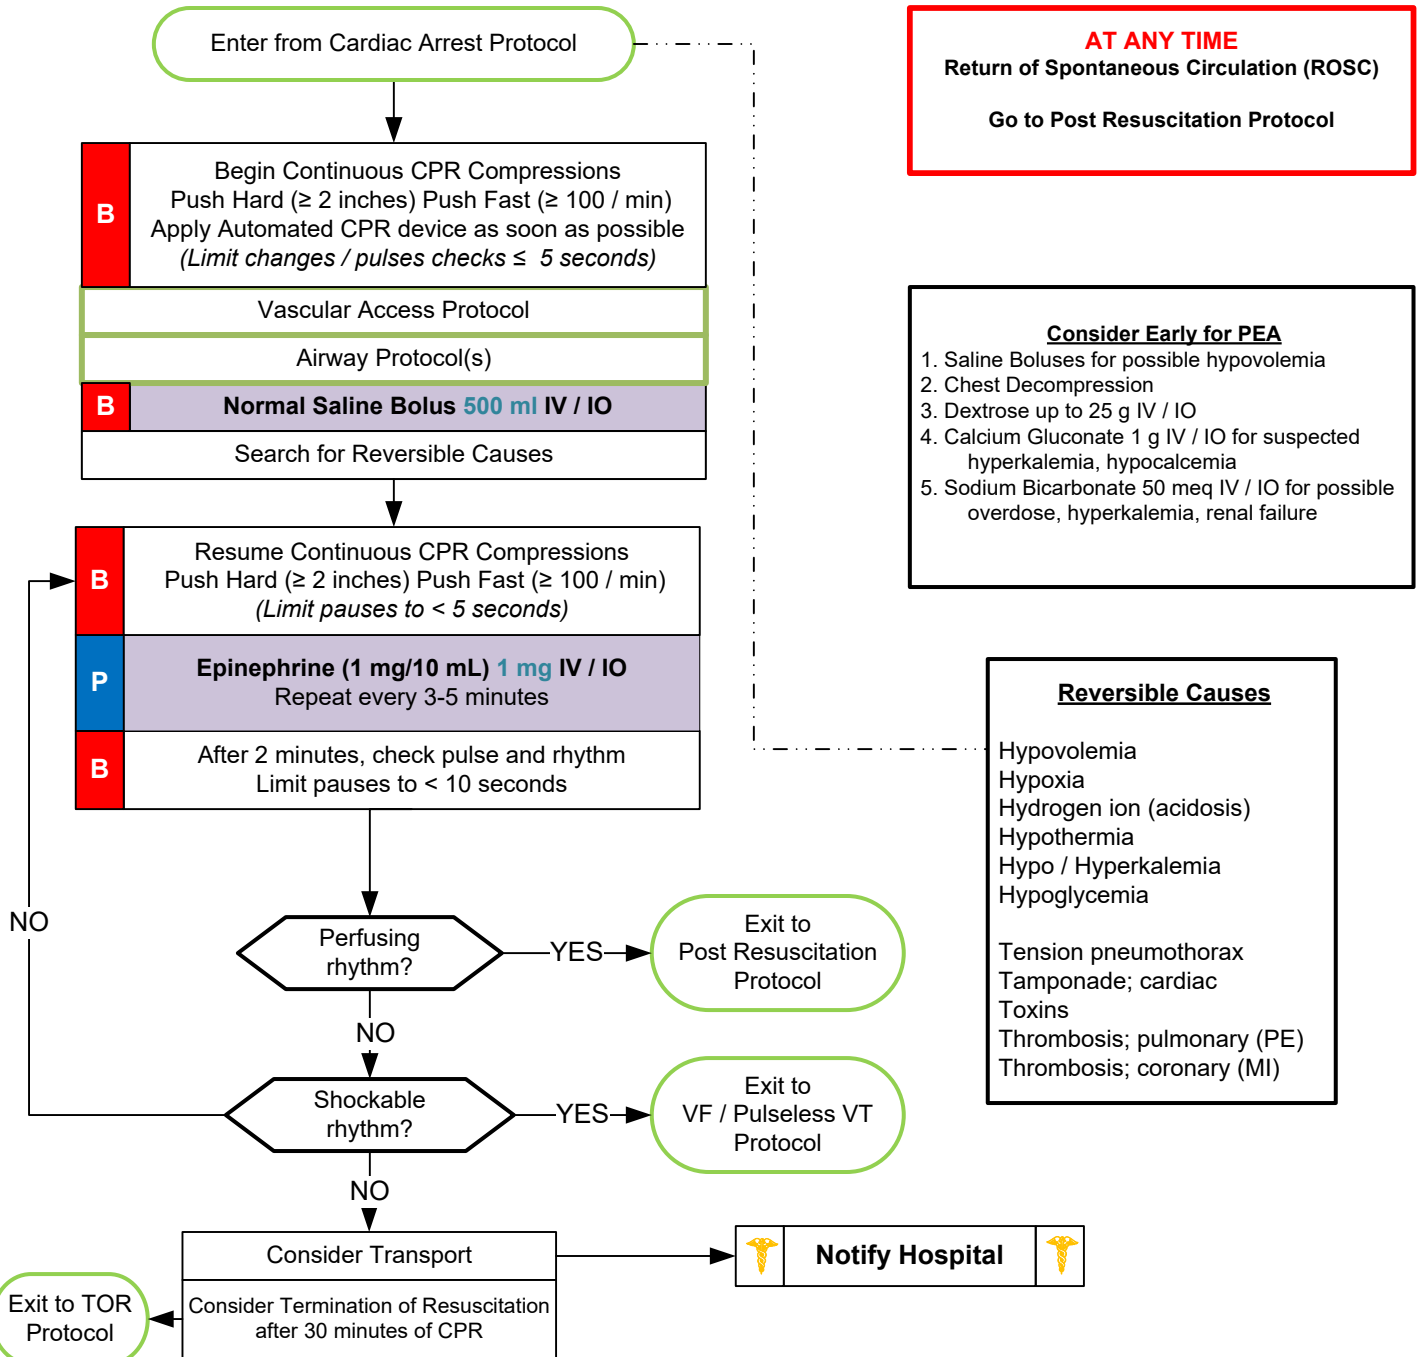 Enter from Cardiac Arrest Protocol
AT ANY TIME
Return of Spontaneous Circulation (ROSC)
Go to Post Resuscitation Protocol
B
Begin Continuous CPR Compressions
Push Hard (≥ 2 inches) Push Fast (≥ 100 / min)
Apply Automated CPR device as soon as possible
(Limit changes / pulses checks ≤  5 seconds)
Vascular Access Protocol
Airway Protocol(s)
B
Normal Saline Bolus 500 ml IV / IO
Search for Reversible Causes
Consider Early for PEA
1. Saline Boluses for possible hypovolemia
2. Chest Decompression
3. Dextrose up to 25 g IV / IO
4. Calcium Gluconate 1 g IV / IO for suspected
hyperkalemia, hypocalcemia
5. Sodium Bicarbonate 50 meq IV / IO for possible
overdose, hyperkalemia, renal failure
B
Resume Continuous CPR Compressions
Push Hard (≥ 2 inches) Push Fast (≥ 100 / min)
(Limit pauses to < 5 seconds)
P
Epinephrine (1 mg/10 mL) 1 mg IV / IO
Repeat every 3-5 minutes
B
After 2 minutes, check pulse and rhythm
Limit pauses to < 10 seconds
Reversible Causes
Hypovolemia
Hypoxia
Hydrogen ion (acidosis)
Hypothermia
Hypo / Hyperkalemia
Hypoglycemia
Tension pneumothorax
Tamponade; cardiac
Toxins
Thrombosis; pulmonary (PE)
Thrombosis; coronary (MI)
NO
Perfusing
rhythm?
YES
Exit to
Post Resuscitation
Protocol
NO
Shockable
rhythm?
YES
Exit to
VF / Pulseless VT
Protocol
NO
Consider Transport
Notify Hospital
Consider Termination of Resuscitation
after 30 minutes of CPR
Exit to TOR
Protocol